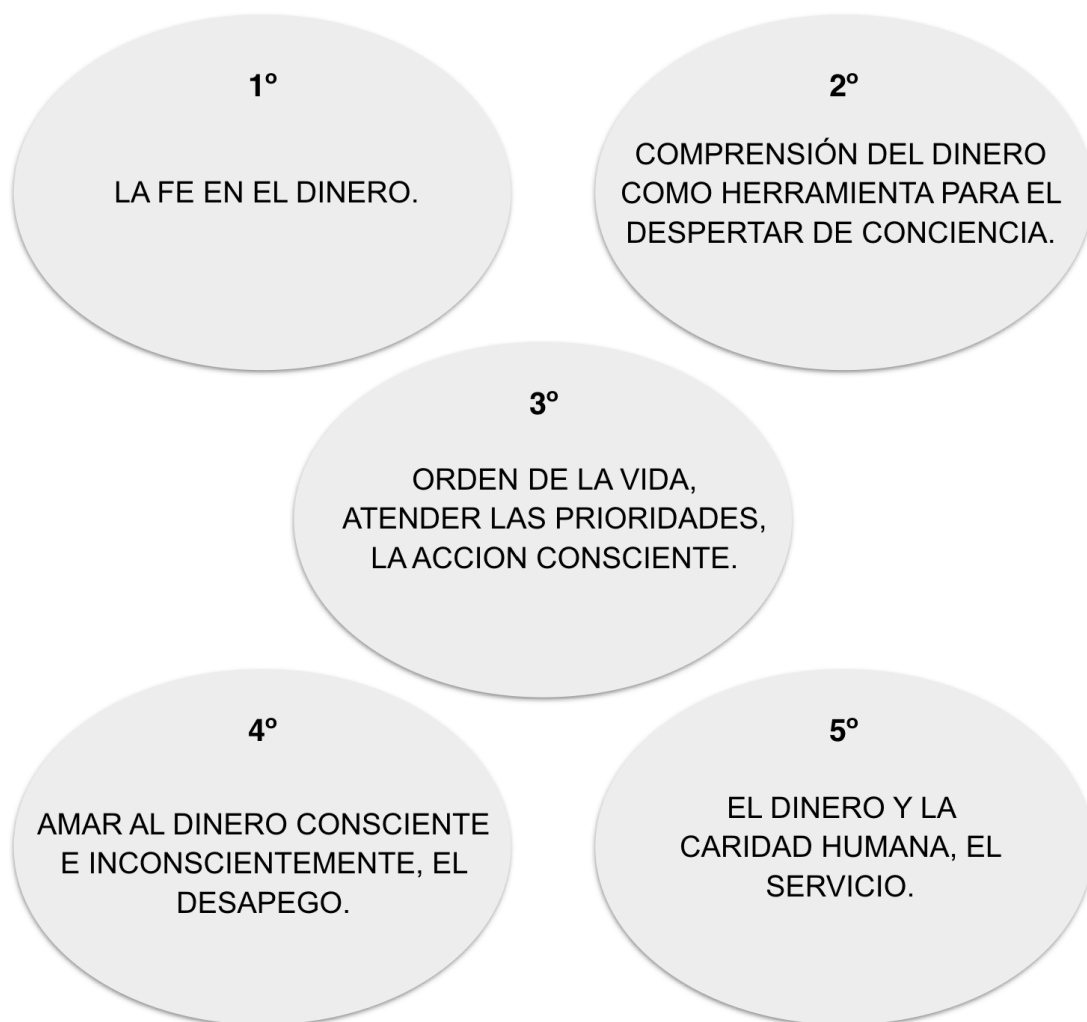 1º
LA FE EN EL DINERO.
2º
COMPRENSIÓN DEL DINERO
COMO HERRAMIENTA PARA EL
DESPERTAR DE CONCIENCIA.
3º
ORDEN DE LA VIDA,
ATENDER LAS PRIORIDADES,
LA ACCION CONSCIENTE.
4º
AMAR AL DINERO CONSCIENTE
E INCONSCIENTEMENTE, EL
DESAPEGO.
5º
EL DINERO Y LA
CARIDAD HUMANA, EL
SERVICIO.